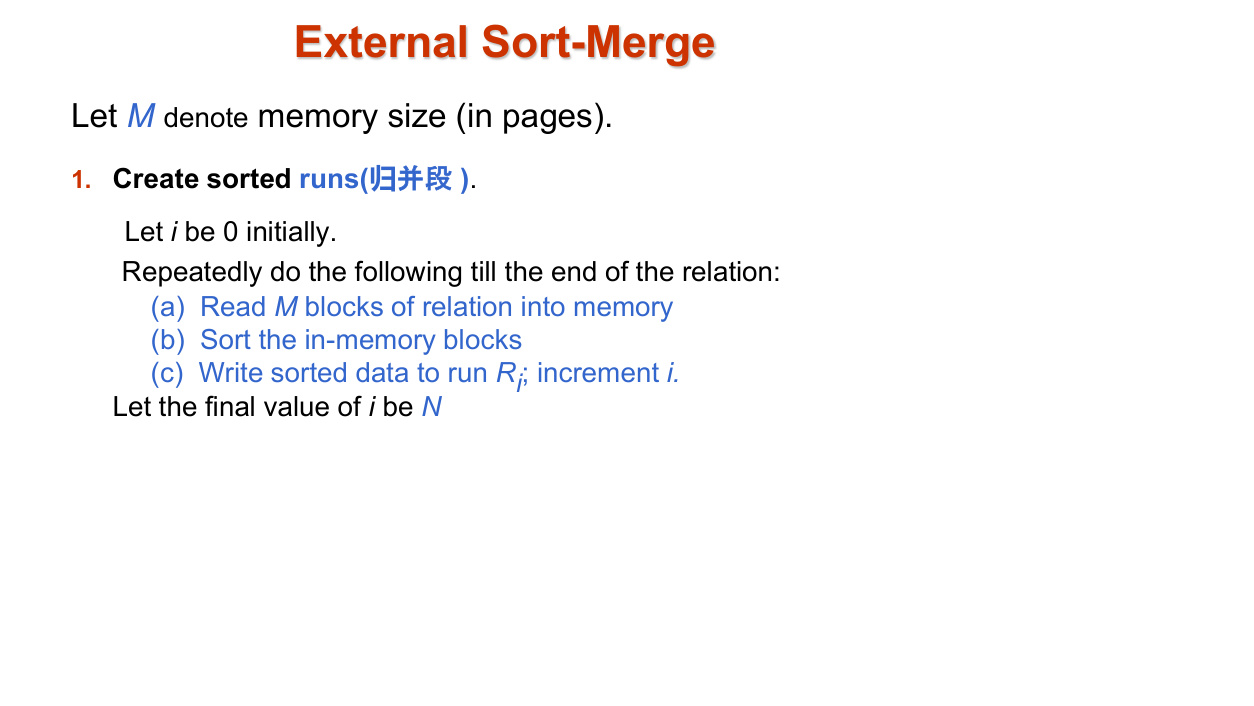 External Sort-Merge
Let M denote memory size (in pages).
1. Create sorted runs(归并段 ).
Let i be 0 initially.
Repeatedly do the following till the end of the relation:
(a) Read M blocks of relation into memory
(b) Sort the in-memory blocks
(c) Write sorted data to run Ri; increment i.
Let the final value of i be N